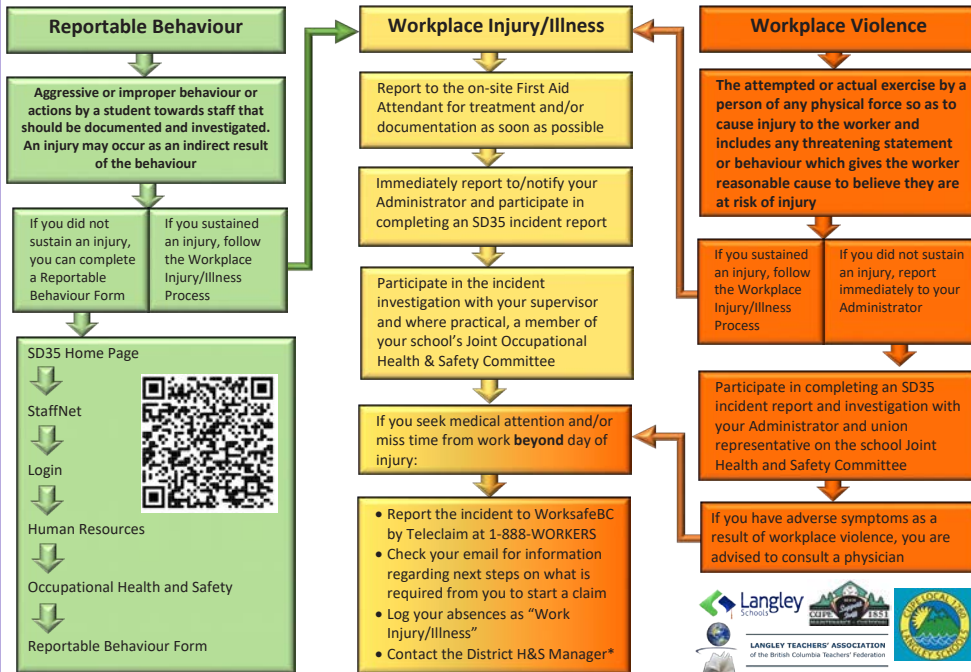 Reportable Behaviour
Aggressive or improper behaviour or
actions by a student towards staff that
should be documented and investigated.
An injury may occur as an indirect result
of the behaviour
If you did not
sustain an injury,
you can complete
a Reportable
Behaviour Form
If you sustained
an injury, follow
the Workplace
Injury/Illness
Process
SD35 Home Page
StaffNet
Login
Human Resources
Occupational Health and Safety
Reportable Behaviour Form
Workplace Injury/Illness
Report to the on-site First Aid
Attendant for treatment and/or
documentation as soon as possible
Immediately report to/notify your
Administrator and participate in
completing an SD35 incident report
Participate in the incident
investigation with your supervisor
and where practical, a member of
your school's Joint Occupational
Health & Safety Committee
If you seek medical attention and/or
miss time from work beyond day of
injury:
• Report the incident to WorksafeBC
by Teleclaim at 1-888-WORKERS
• Check your email for information
regarding next steps on what is
required from you to start a claim
• Log your absences as "Work
Injury/Illness"
• Contact the District H&S Manager*
Workplace Violence
The attempted or actual exercise by a
person of any physical force so as to
cause injury to the worker and
includes any threatening statement
or behaviour which gives the worker
reasonable cause to believe they are
at risk of injury
If you sustained
an injury, follow
the Workplace
Injury/Illness
Process
If you did not sustain
an injury, report
immediately to your
Administrator
Participate in completing an SD35
incident report and investigation with
your Administrator and union
representative on the school Joint
Health and Safety Committee
If you have adverse symptoms as a
result of workplace violence, you are
advised to consult a physician
Langley
Schools
CUPE 1851
LANGLEY TEACHERS' ASSOCIATION
of the British Columbia Teachers' Federation
CUPE LOCAL 1260
LANGLEY SCHOOLS